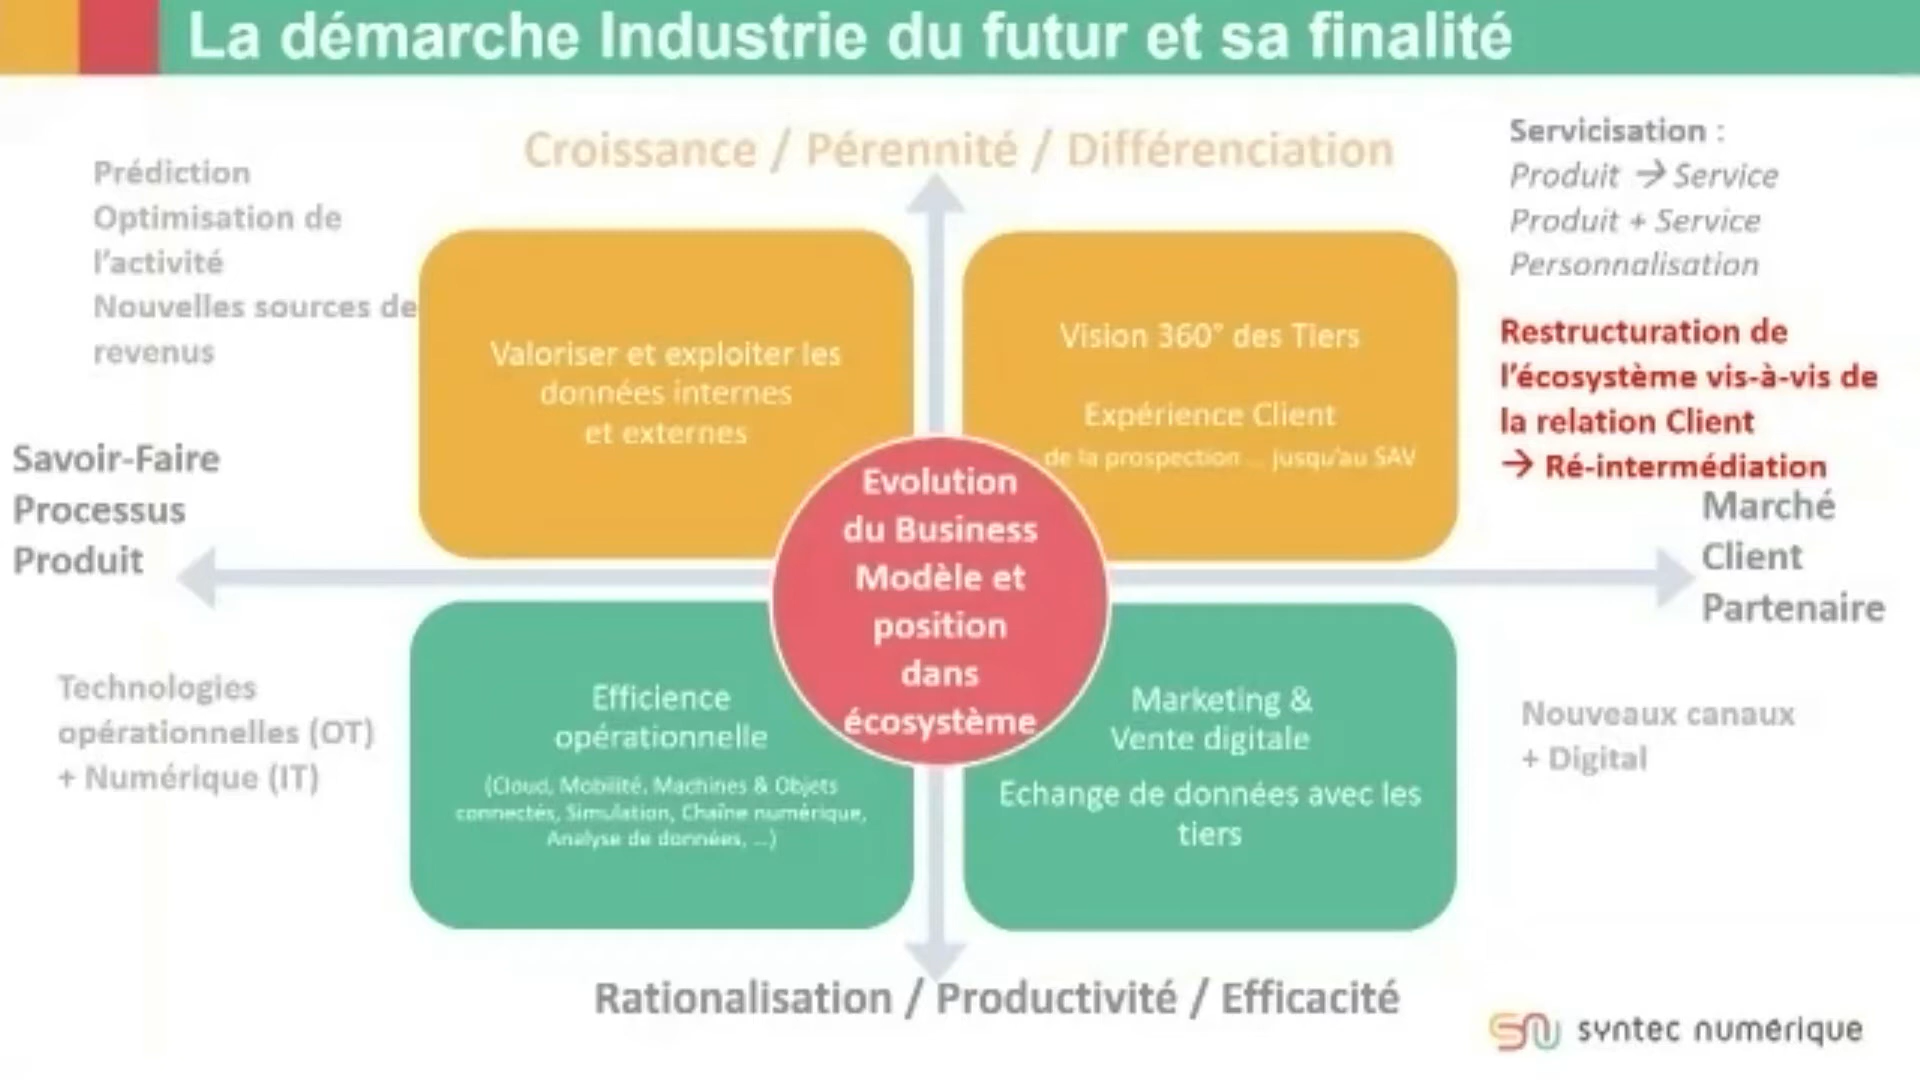 La démarche Industrie du futur et sa finalité
Croissance / Pérennité / Différenciation
Prédiction
Optimisation de
l'activité
Nouvelles sources de
revenus
Servicisation :
Produit → Service
Produit + Service
Personnalisation
Restructuration de
l'écosystème vis-à-vis de
la relation Client
→ Ré-intermédiation
Valoriser et exploiter les
données internes
et externes
Vision 360° des Tiers
Expérience Client
de la prospection ... jusqu'au SAV
Savoir-Faire
Processus
Produit
Evolution
du Business
Modèle et
position
dans
écosystème
Marché
Client
Partenaire
Technologies
opérationnelles (OT)
+ Numérique (IT)
Efficience
opérationnelle
(Cloud, Mobilité, Machines & Objets
connectés, Simulation, Chaîne numérique,
Analyse de données, ...)
Marketing &
Vente digitale
Echange de données avec les
tiers
Nouveaux canaux
+ Digital
Rationalisation / Productivité / Efficacité
syntec numérique